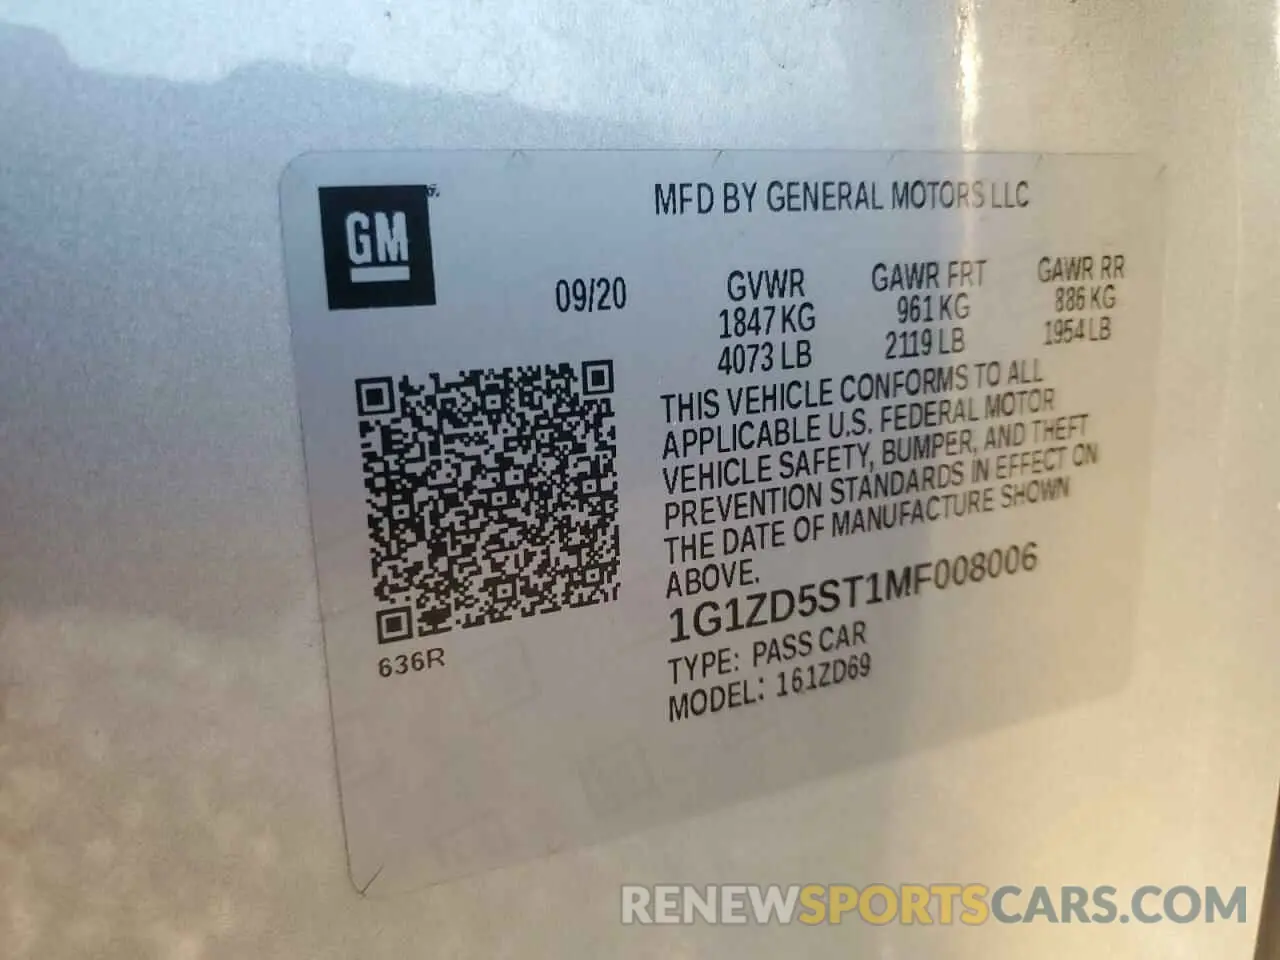 GM
MFD BY GENERAL MOTORS LLC
09/20
GVWR GAWR FRT GAWR RR
1847 KG 961 KG 886 KG
4073 LB 2119 LB 1954 LB
THIS VEHICLE CONFORMS TO ALL
APPLICABLE U.S. FEDERAL MOTOR
VEHICLE SAFETY, BUMPER, AND THEFT
PREVENTION STANDARDS IN EFFECT ON
THE DATE OF MANUFACTURE SHOWN
ABOVE.
1G1ZD5ST1MF008006
TYPE: PASS CAR
MODEL: 161ZD69
636R
RENEWSPORTSCARS.COM